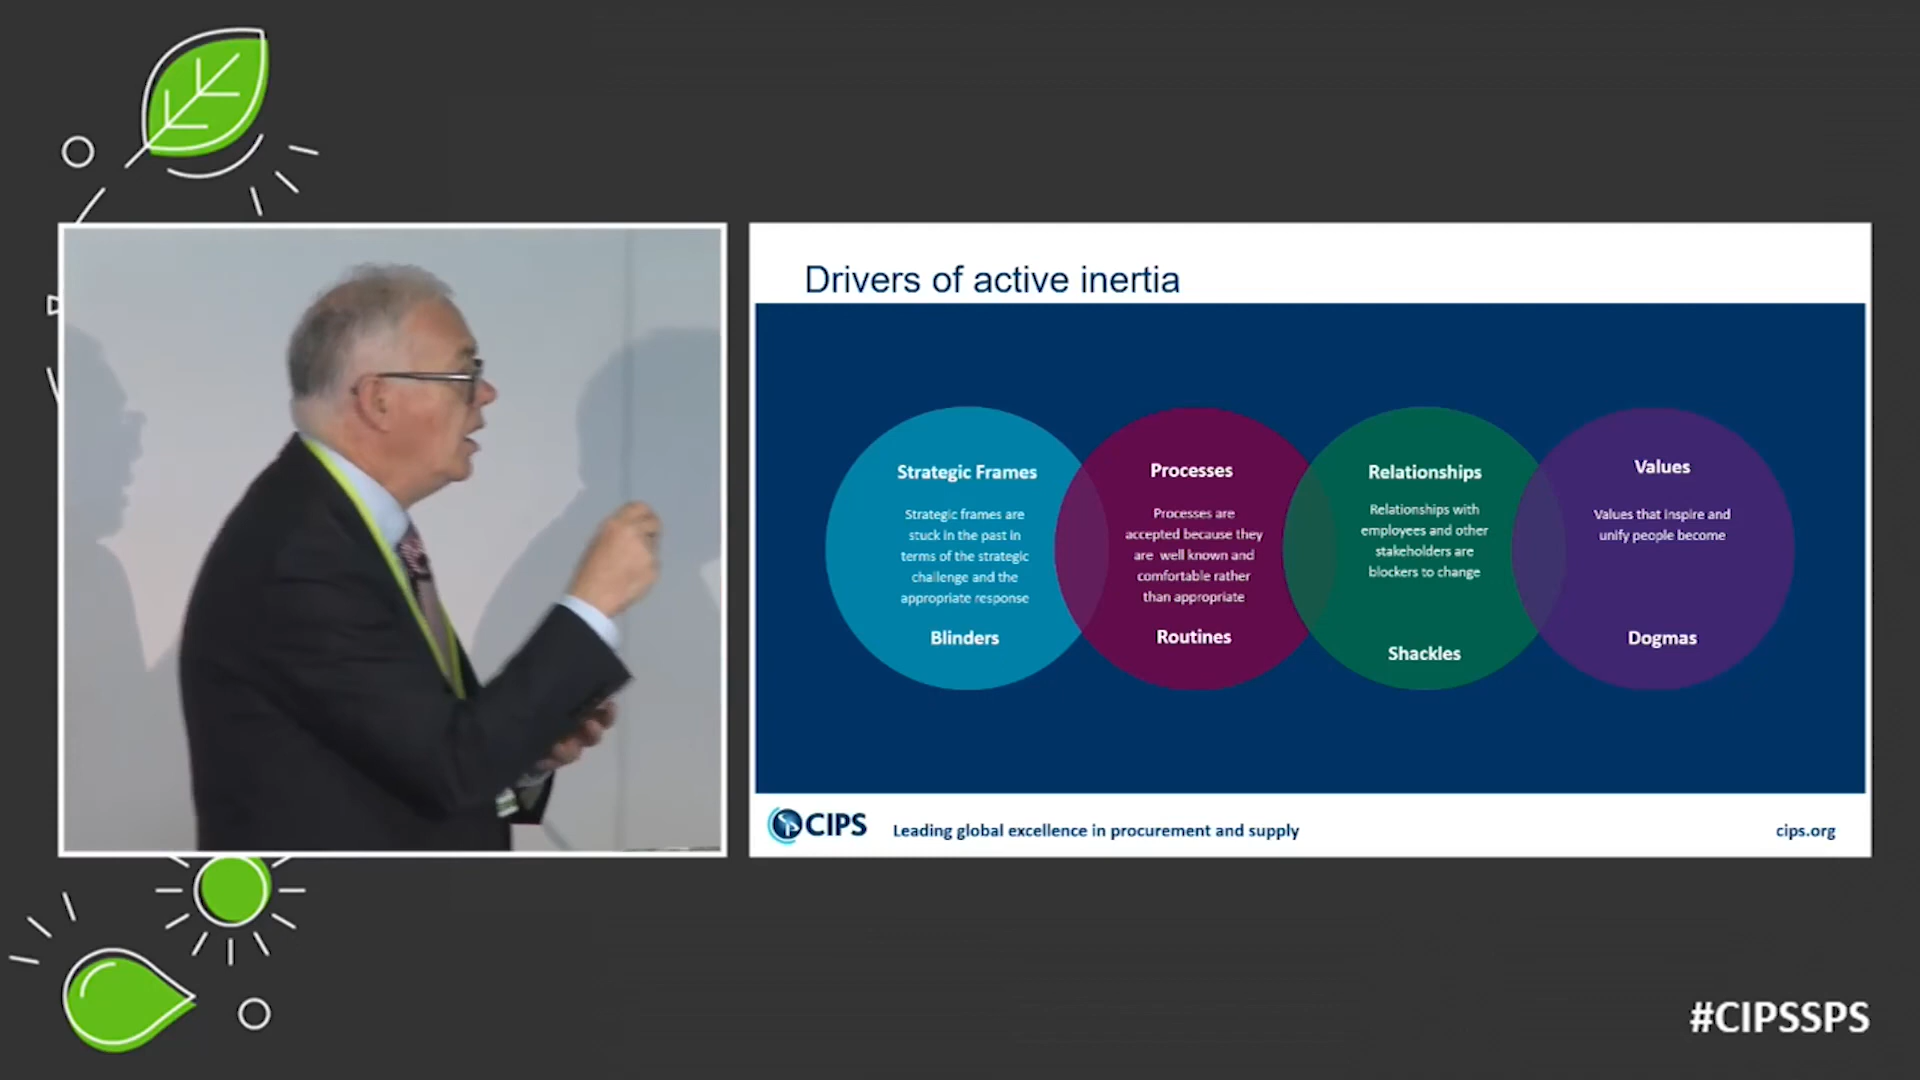 Drivers of active inertia
Strategic Frames
Strategic frames are
stuck in the past in
terms of the strategic
challenge and the
appropriate response
Blinders
Processes
Processes are
accepted because they
are well known and
comfortable rather
than appropriate
Routines
Relationships
Relationships with
employees and other
stakeholders are
blockers to change
Shackles
Values
Values that inspire and
unify people become
Dogmas
CIPS
Leading global excellence in procurement and supply
cips.org
#CIPSSPS